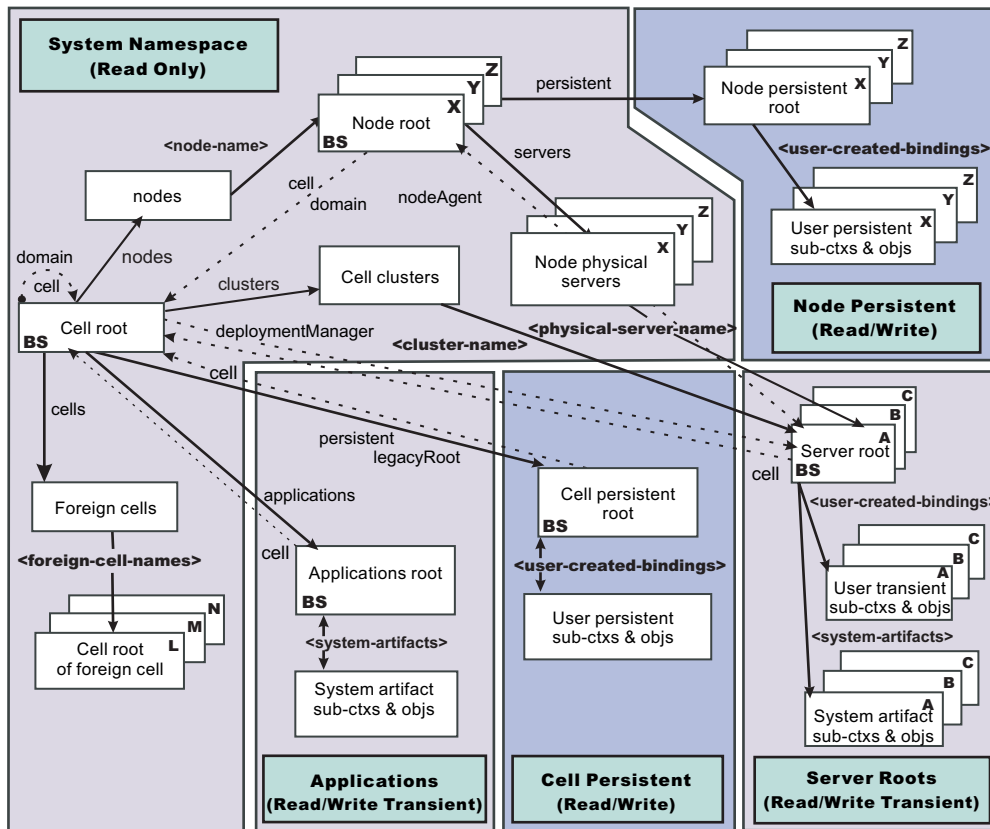 System Namespace
(Read Only)
Z
Y
X
Node root
BS
persistent
Z
Y
X
Node persistent
root
<user-created-bindings>
Z
Y
X
User persistent
sub-ctxs & objs
Node Persistent
(Read/Write)
<node-name>
servers
cell
domain
nodeAgent
nodes
nodes
domain
cell
Z
Y
X
Node physical
servers
clusters
Cell clusters
Cell root
BS
deploymentManager
<physical-server-name>
<cluster-name>
cell
cells
persistent
legacyRoot
applications
C
B
A
Server root
BS
cell
<user-created-bindings>
Foreign cells
<foreign-cell-names>
cell
Cell persistent
root
BS
Applications root
BS
<user-created-bindings>
C
B
A
User transient
sub-ctxs & objs
N
M
L
Cell root
of foreign cell
<system-artifacts>
User persistent
sub-ctxs & objs
<system-artifacts>
System artifact
sub-ctxs & objs
C
B
A
System artifact
sub-ctxs & objs
Applications
(Read/Write Transient)
Cell Persistent
(Read/Write)
Server Roots
(Read/Write Transient)